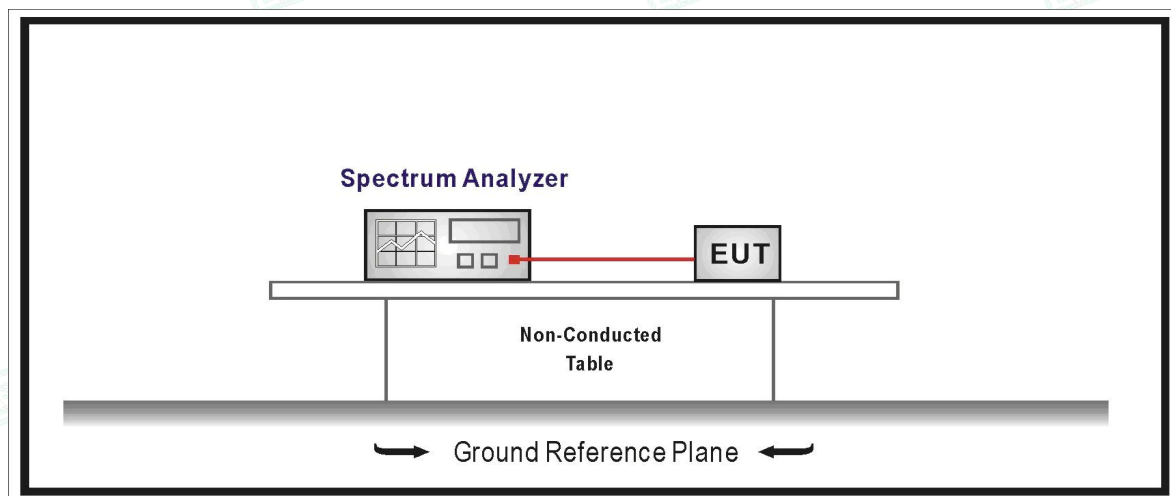 Spectrum Analyzer
EUT
Non-Conducted
Table
Ground Reference Plane